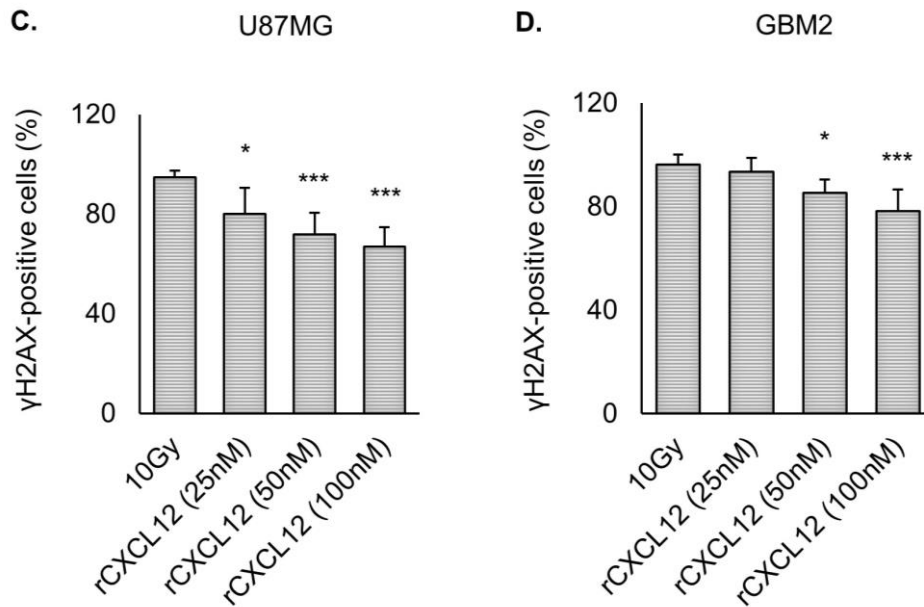 C.
U87MG
γH2AX-positive cells (%)
120
80
40
0
*
***
***
10Gy
rCXCL12 (25nM)
rCXCL12 (50nM)
rCXCL12 (100nM)
D.
GBM2
γH2AX-positive cells (%)
120
80
40
0
*
***
10Gy
rCXCL12 (25nM)
rCXCL12 (50nM)
rCXCL12 (100nM)